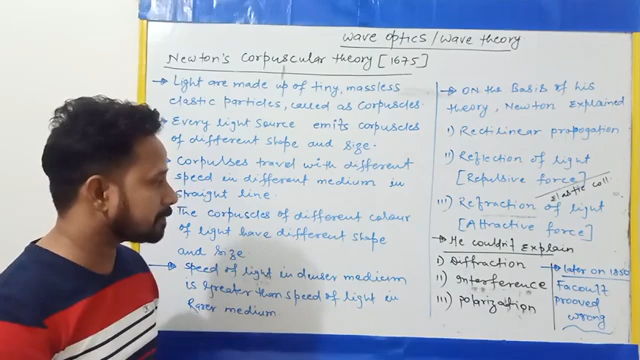 wave optics/wave theory
Newton's Corpuscular theory [1675]
→ Light are made up of tiny, massless
elastic particles, called as Corpuscles.
→ Every light source emits corpuscles
of different shape and size.
Corpulses travel with different
speed in different medium in
straight line.
The corpuscles of different colour
of light have different shape
and size
→ speed of light in denser medium
is greater than speed of light in
Rarer medium.
→ ON the Basis of his
theory, Newton explained
i) Rectilinear propogation
ii) Reflection of light
[Repulsive force]
elastic coll.
iii) Refraction of light
[Attractive force]
→ He couldn't explain
i) Diffraction
ii) interference
iii) polarization
→ later on 1850
Facoult
prooved
wrong